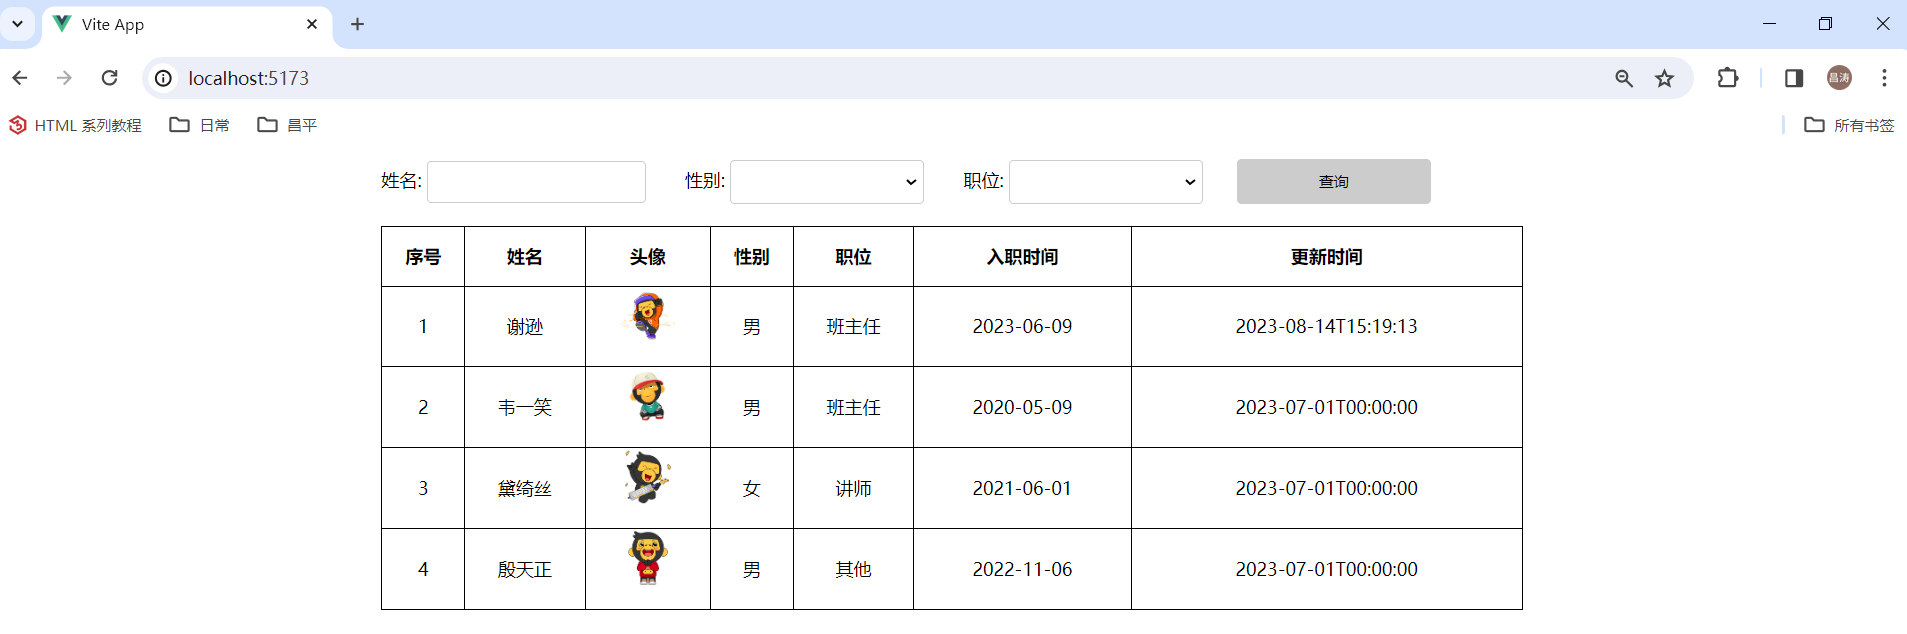 Vite App
localhost:5173
昌涛
HTML 系列教程 日常 昌平 所有书签
姓名: 性别: 职位: 查询
序号 姓名 头像 性别 职位 入职时间 更新时间
1 谢逊 男 班主任 2023-06-09 2023-08-14T15:19:13
2 韦一笑 男 班主任 2020-05-09 2023-07-01T00:00:00
3 黛绮丝 女 讲师 2021-06-01 2023-07-01T00:00:00
4 殷天正 男 其他 2022-11-06 2023-07-01T00:00:00